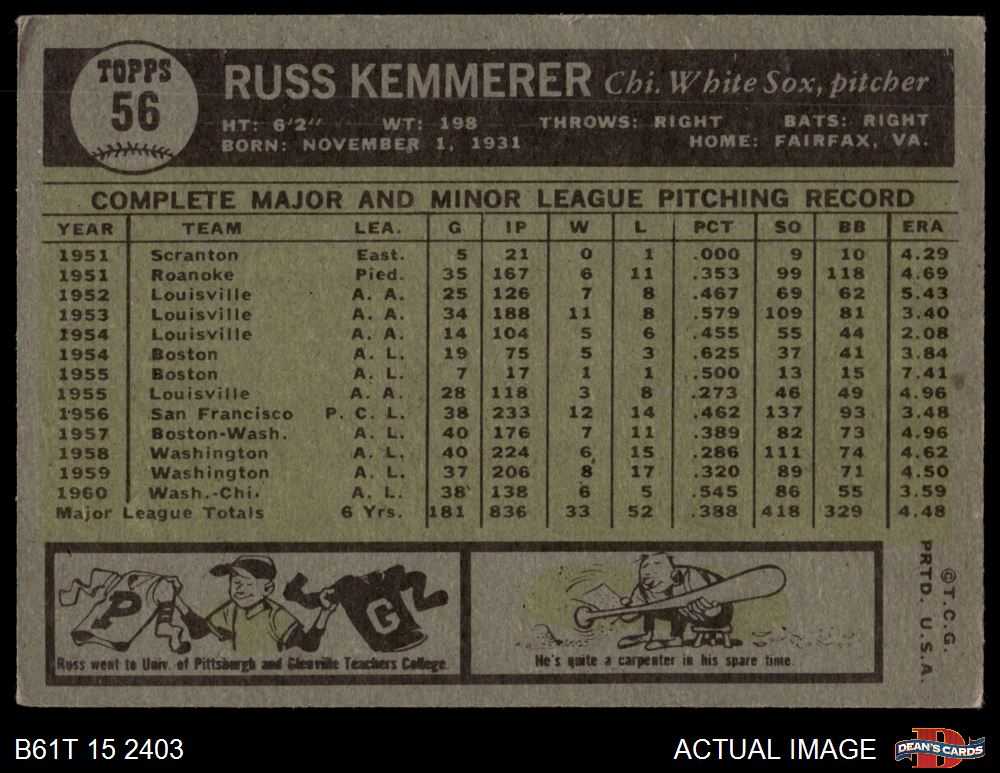 TOPPS
56
RUSS KEMMERER Chi. White Sox, pitcher
HT: 6'2" WT: 198 THROWS: RIGHT BATS: RIGHT
BORN: NOVEMBER 1, 1931 HOME: FAIRFAX, VA.
COMPLETE MAJOR AND MINOR LEAGUE PITCHING RECORD
YEAR TEAM LEA. G IP W L PCT SO BB ERA
1951 Scranton East. 5 21 0 1 .000 9 10 4.29
1951 Roanoke Pied. 35 167 6 11 .353 99 118 4.69
1952 Louisville A. A. 25 126 7 8 .467 69 62 5.43
1953 Louisville A. A. 34 188 11 8 .579 109 81 3.40
1954 Louisville A. A. 14 104 5 6 .455 55 44 2.08
1954 Boston A. L. 19 75 5 3 .625 37 41 3.84
1955 Boston A. L. 7 17 1 1 .500 13 15 7.41
1955 Louisville A. A. 28 118 3 8 .273 46 49 4.96
1956 San Francisco P. C. L. 38 233 12 14 .462 137 93 3.48
1957 Boston-Wash. A. L. 40 176 7 11 .389 82 73 4.96
1958 Washington A. L. 40 224 6 15 .286 111 74 4.62
1959 Washington A. L. 37 206 8 17 .320 89 71 4.50
1960 Wash.-Chi. A. L. 38 138 6 5 .545 86 55 3.59
Major League Totals 6 Yrs. 181 836 33 52 .388 418 329 4.48
P
G
Russ went to Univ. of Pittsburgh and Glenville Teachers College.
He's quite a carpenter in his spare time.
© T. C. G.
PRTD. U.S.A.
B61T 15 2403
ACTUAL IMAGE
D
DEAN'S CARDS